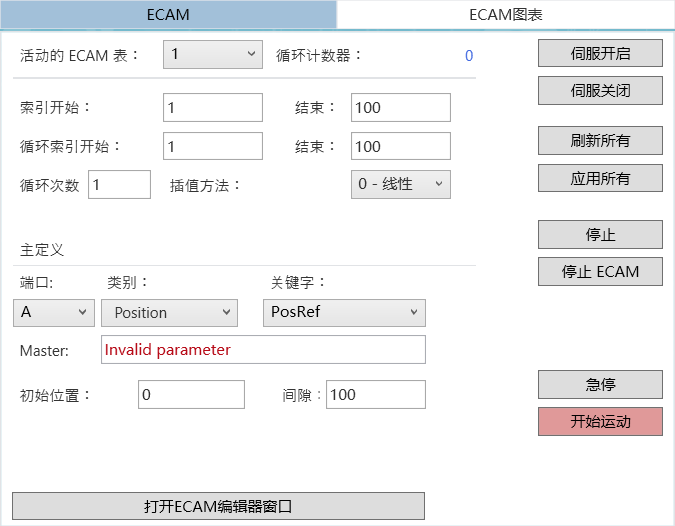 ECAM ECAM图表
活动的 ECAM 表： 1 循环计数器： 0 伺服开启
伺服关闭
索引开始： 1 结束： 100
循环索引开始： 1 结束： 100 刷新所有
循环次数 1 插值方法： 0 - 线性 应用所有
停止
主定义
停止 ECAM
端口: 类别： 关键字：
A Position PosRef
Master: Invalid parameter
急停
初始位置： 0 间隙： 100
开始运动
打开ECAM编辑器窗口